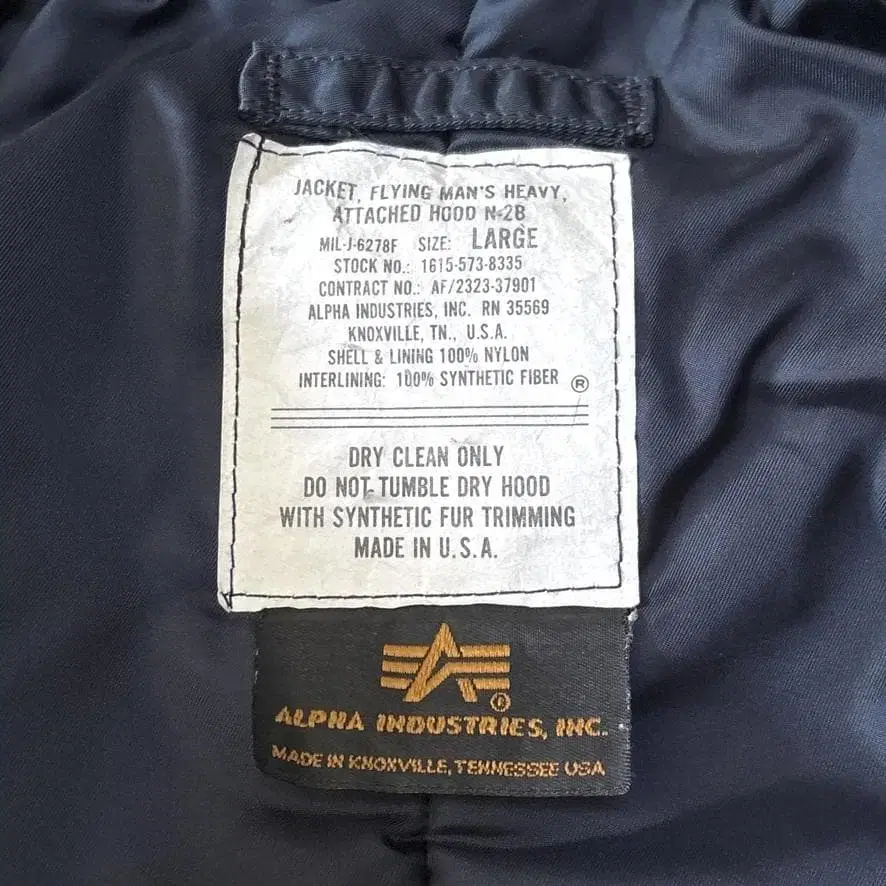 JACKET, FLYING MAN'S HEAVY,
ATTACHED HOOD N-2B
MIL-J-6278F SIZE: LARGE
STOCK NO.: 1615-573-8335
CONTRACT NO.: AF/2323-37901
ALPHA INDUSTRIES, INC. RN 35569
KNOXVILLE, TN., U.S.A.
SHELL & LINING 100% NYLON
INTERLINING: 100% SYNTHETIC FIBER ®
DRY CLEAN ONLY
DO NOT TUMBLE DRY HOOD
WITH SYNTHETIC FUR TRIMMING
MADE IN U.S.A.
®
ALPHA INDUSTRIES, INC.
MADE IN KNOXVILLE, TENNESSEE USA